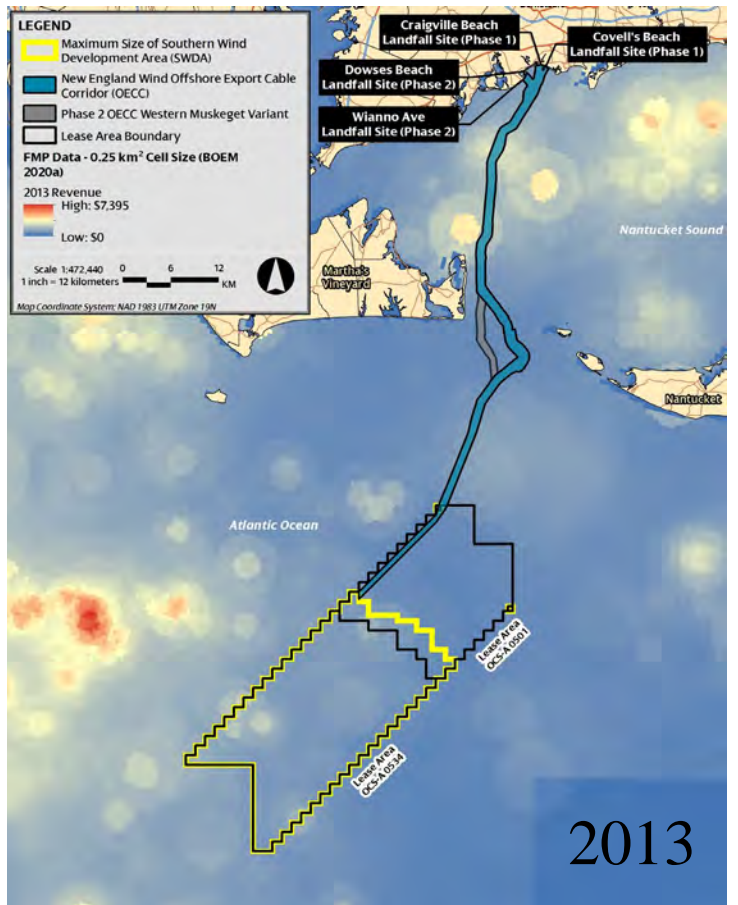 LEGEND
Maximum Size of Southern Wind
Development Area (SWDA)
New England Wind Offshore Export Cable
Corridor (OECC)
Phase 2 OECC Western Muskeget Variant
Lease Area Boundary
FMP Data - 0.25 km² Cell Size (BOEM
2020a)
2013 Revenue
High: $7,395
Low: $0
Scale 1:472,440
1 inch = 12 kilometers
0 6 12
KM
Map Coordinate System: NAD 1983 UTM Zone 19N
Craigville Beach
Landfall Site (Phase 1)
Covell's Beach
Landfall Site (Phase 1)
Dowses Beach
Landfall Site (Phase 2)
Wianno Ave
Landfall Site (Phase 2)
Nantucket Sound
Martha's
Vineyard
Nantucket
Atlantic Ocean
Lease Area
OCS-A 0501
Lease Area
OCS-A 0534
2013